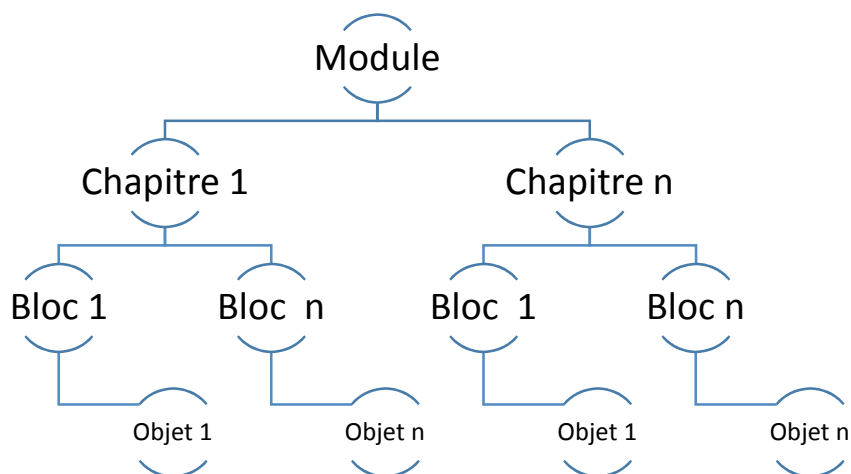 Module
Chapitre 1
Chapitre n
Bloc 1
Bloc n
Bloc 1
Bloc n
Objet 1
Objet n
Objet 1
Objet n